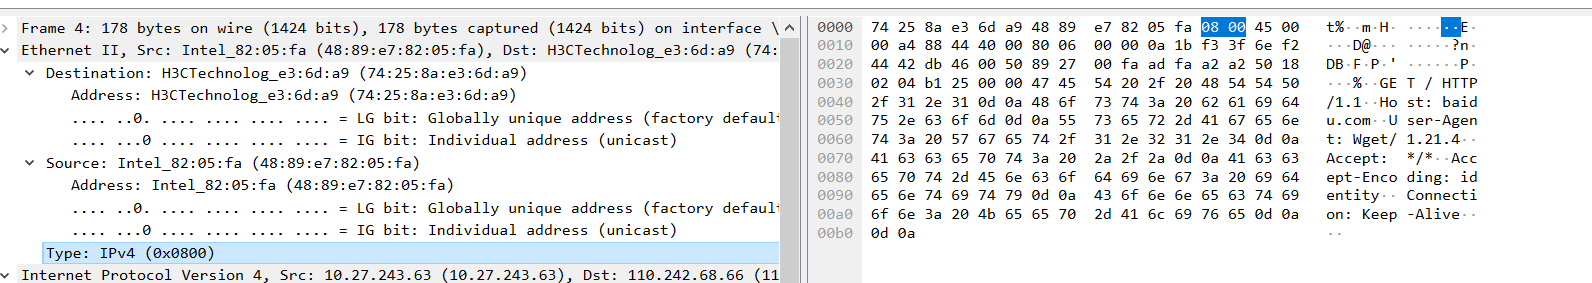 Frame 4: 178 bytes on wire (1424 bits), 178 bytes captured (1424 bits) on interface \
Ethernet II, Src: Intel_82:05:fa (48:89:e7:82:05:fa), Dst: H3CTechnolog_e3:6d:a9 (74:
Destination: H3CTechnolog_e3:6d:a9 (74:25:8a:e3:6d:a9)
Address: H3CTechnolog_e3:6d:a9 (74:25:8a:e3:6d:a9)
.... ..0. .... .... .... .... = LG bit: Globally unique address (factory default
.... ...0 .... .... .... .... = IG bit: Individual address (unicast)
Source: Intel_82:05:fa (48:89:e7:82:05:fa)
Address: Intel_82:05:fa (48:89:e7:82:05:fa)
.... ..0. .... .... .... .... = LG bit: Globally unique address (factory default
.... ...0 .... .... .... .... = IG bit: Individual address (unicast)
Type: IPv4 (0x0800)
Internet Protocol Version 4, Src: 10.27.243.63 (10.27.243.63), Dst: 110.242.68.66 (11
0000 74 25 8a e3 6d a9 48 89 e7 82 05 fa 08 00 45 00 t%··m·H· ······E·
0010 00 a4 88 44 40 00 80 06 00 00 0a 1b f3 3f 6e f2 ···D@··· ·····?n·
0020 44 42 db 46 00 50 89 27 00 fa ad fa a2 a2 50 18 DB·F·P·' ······P·
0030 02 04 b1 25 00 00 47 45 54 20 2f 20 48 54 54 50 ···%··GE T / HTTP
0040 2f 31 2e 31 0d 0a 48 6f 73 74 3a 20 62 61 69 64 /1.1··Ho st: baid
0050 75 2e 63 6f 6d 0d 0a 55 73 65 72 2d 41 67 65 6e u.com··U ser-Agen
0060 74 3a 20 57 67 65 74 2f 31 2e 32 31 2e 34 0d 0a t: Wget/ 1.21.4··
0070 41 63 63 65 70 74 3a 20 2a 2f 2a 0d 0a 41 63 63 Accept:  */*··Acc
0080 65 70 74 2d 45 6e 63 6f 64 69 6e 67 3a 20 69 64 ept-Enco ding: id
0090 65 6e 74 69 74 79 0d 0a 43 6f 6e 6e 65 63 74 69 entity·· Connecti
00a0 6f 6e 3a 20 4b 65 65 70 2d 41 6c 69 76 65 0d 0a on: Keep -Alive··
00b0 0d 0a ··